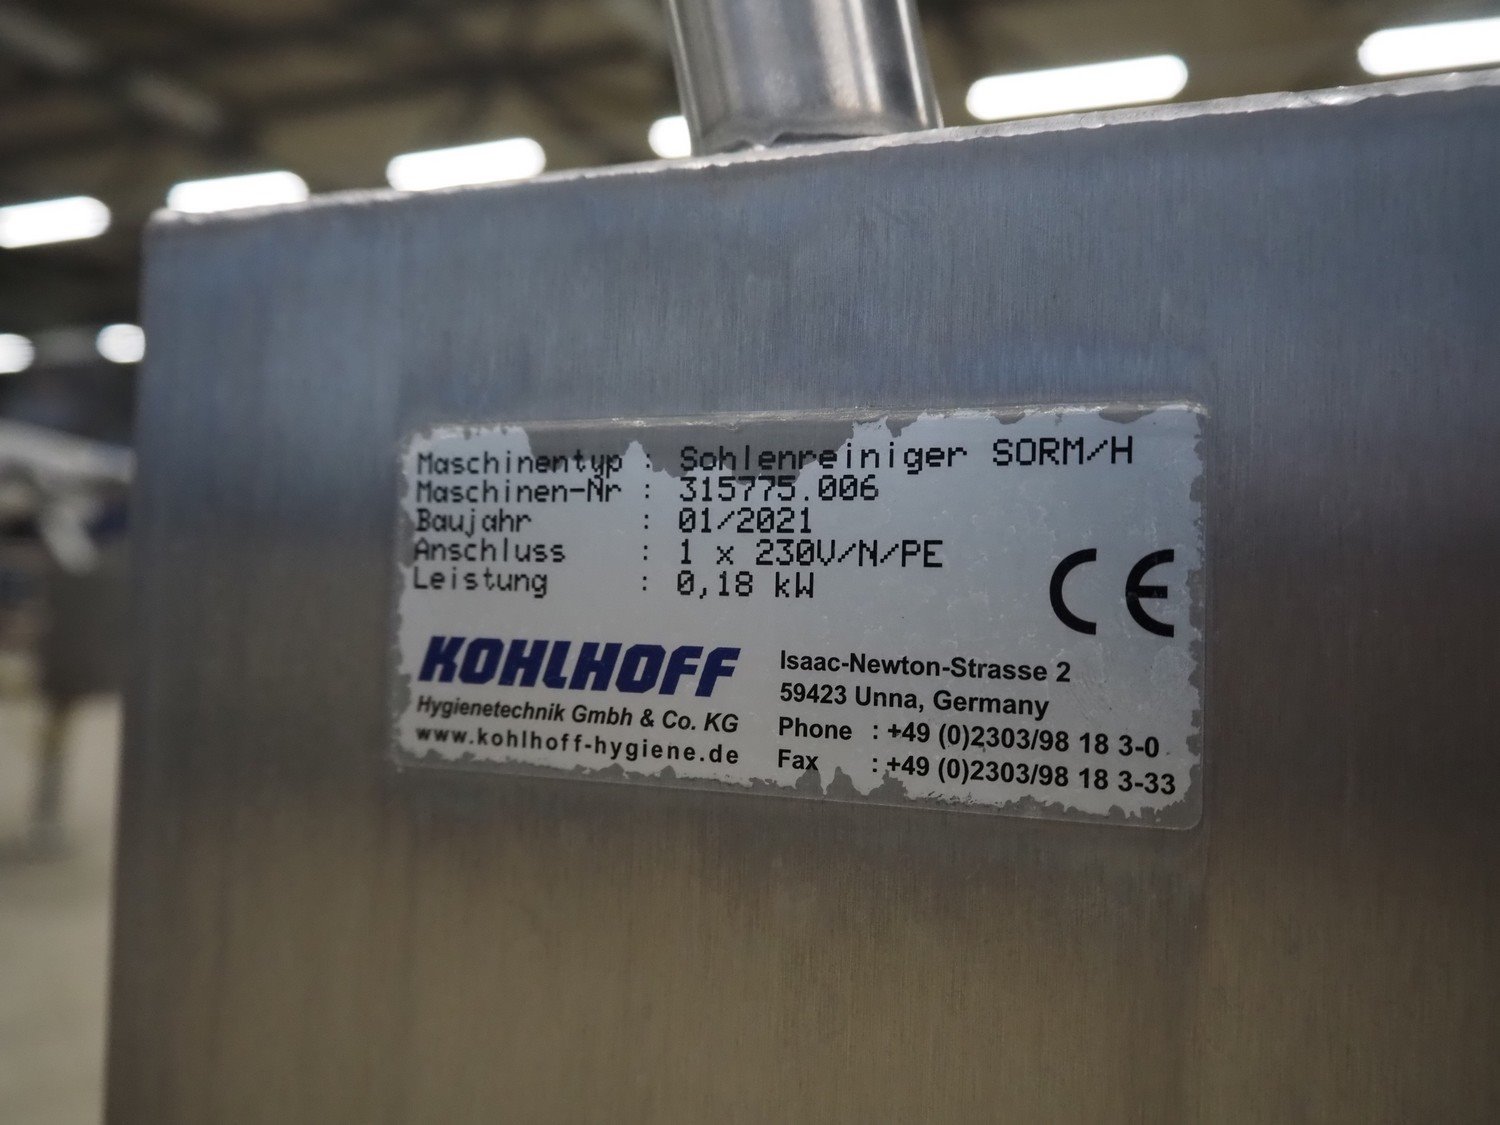 Maschinentyp : Sohlenreiniger SORM/H
Maschinen-Nr : 315775.006
Baujahr : 01/2021
Anschluss : 1 x 230V/N/PE
Leistung : 0,18 kW
CE
KOHLHOFF
Hygienetechnik Gmbh & Co. KG
www.kohlhoff-hygiene.de
Isaac-Newton-Strasse 2
59423 Unna, Germany
Phone : +49 (0)2303/98 18 3-0
Fax : +49 (0)2303/98 18 3-33